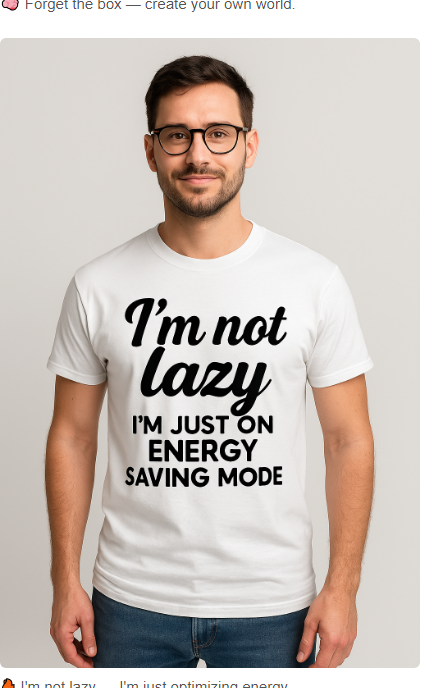 🧠 Forget the box — create your own world.
I'm not
lazy
I'M JUST ON
ENERGY
SAVING MODE
I'm not lazy — I'm just optimizing energy